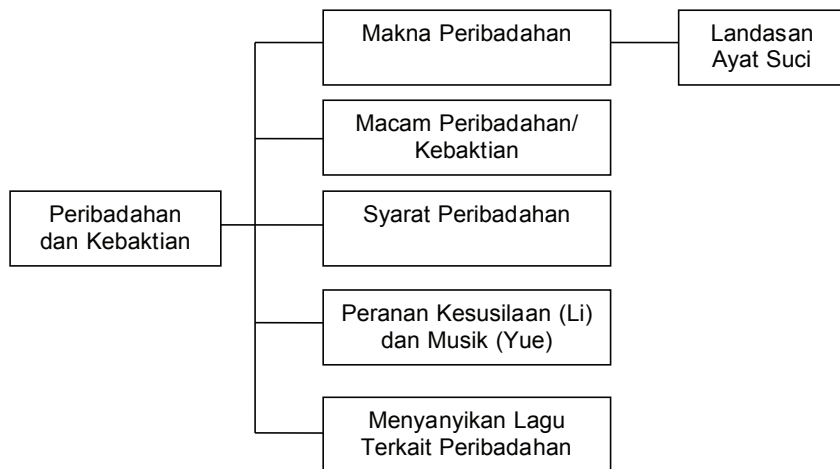 Makna Peribadahan
Landasan
Ayat Suci
Macam Peribadahan/
Kebaktian
Peribadahan
dan Kebaktian
Syarat Peribadahan
Peranan Kesusilaan (Li)
dan Musik (Yue)
Menyanyikan Lagu
Terkait Peribadahan